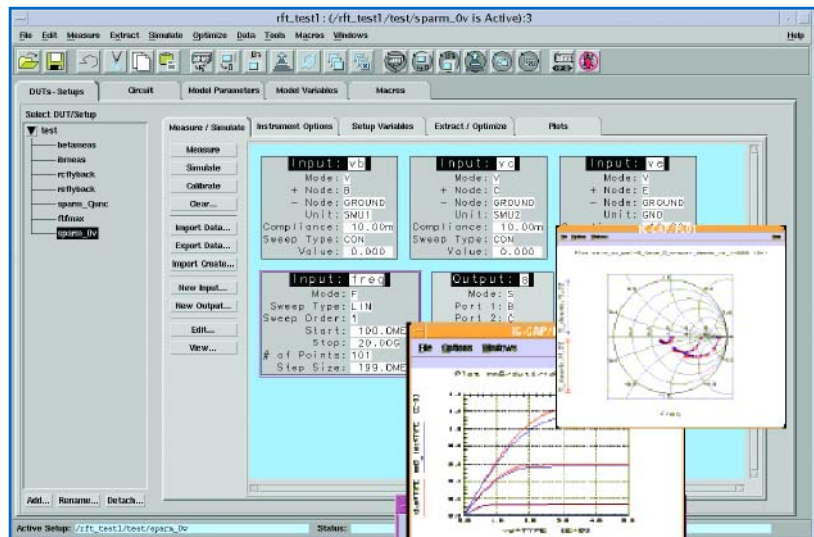 rft_test1 : (/rft_test1/test/sparm_0v is Active):3
File Edit Measure Extract Simulate Optimize Data Tools Macros Windows Help
DUTs-Setups Circuit Model Parameters Model Variables Macros
Select DUT/Setup
test
betameas
rcflyback
reflyback
sparm_0v
Measure / Simulate Instrument Options Setup Variables Extract / Optimize Plots
Measure
Simulate
Calibrate
Clear...
Import Data...
Export Data...
Import Create...
New Input...
New Output...
Edit...
View...
Input: vb
Mode: V
+ Node: B
- Node: GROUND
Unit: SMU1
Compliance: 10.00m
Sweep Type: CON
Value: 0.000
Input: vc
Mode: V
+ Node: C
- Node: GROUND
Unit: SMU2
Compliance: 10.00m
Sweep Type: CON
Value: 0.000
Input: ve
Mode: V
+ Node: E
- Node: GROUND
Unit: GND
Input: freq
Mode: F
Sweep Type: LIN
Sweep Order: 1
Start: 100.0ME
Stop: 20.00G
# of Points: 101
Step Size: 199.0ME
Output: s
Mode: S
Port 1: B
Port 2: C
IC-CAP/PLOT
freq
IC-CAP/
File Options Windows
Add... Rename... Detach...
Active Setup: /rft_test1/test/sparm_0v Status: